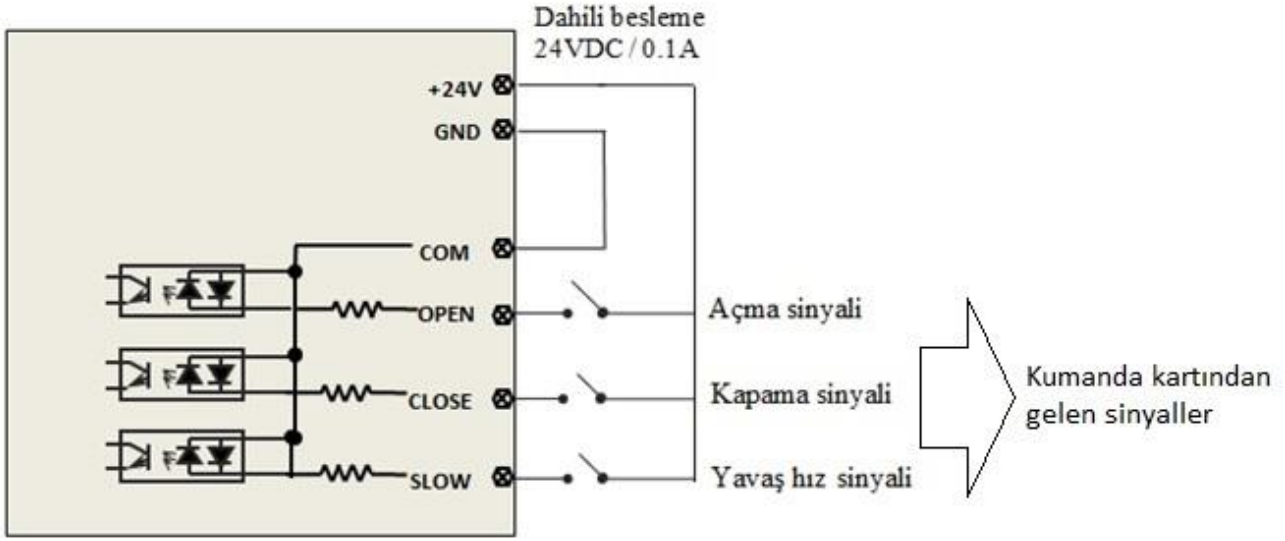 Dahili besleme
24VDC / 0.1A
+24V
GND
COM
OPEN
Açma sinyali
CLOSE
Kapama sinyali
SLOW
Yavaş hız sinyali
Kumanda kartından
gelen sinyaller